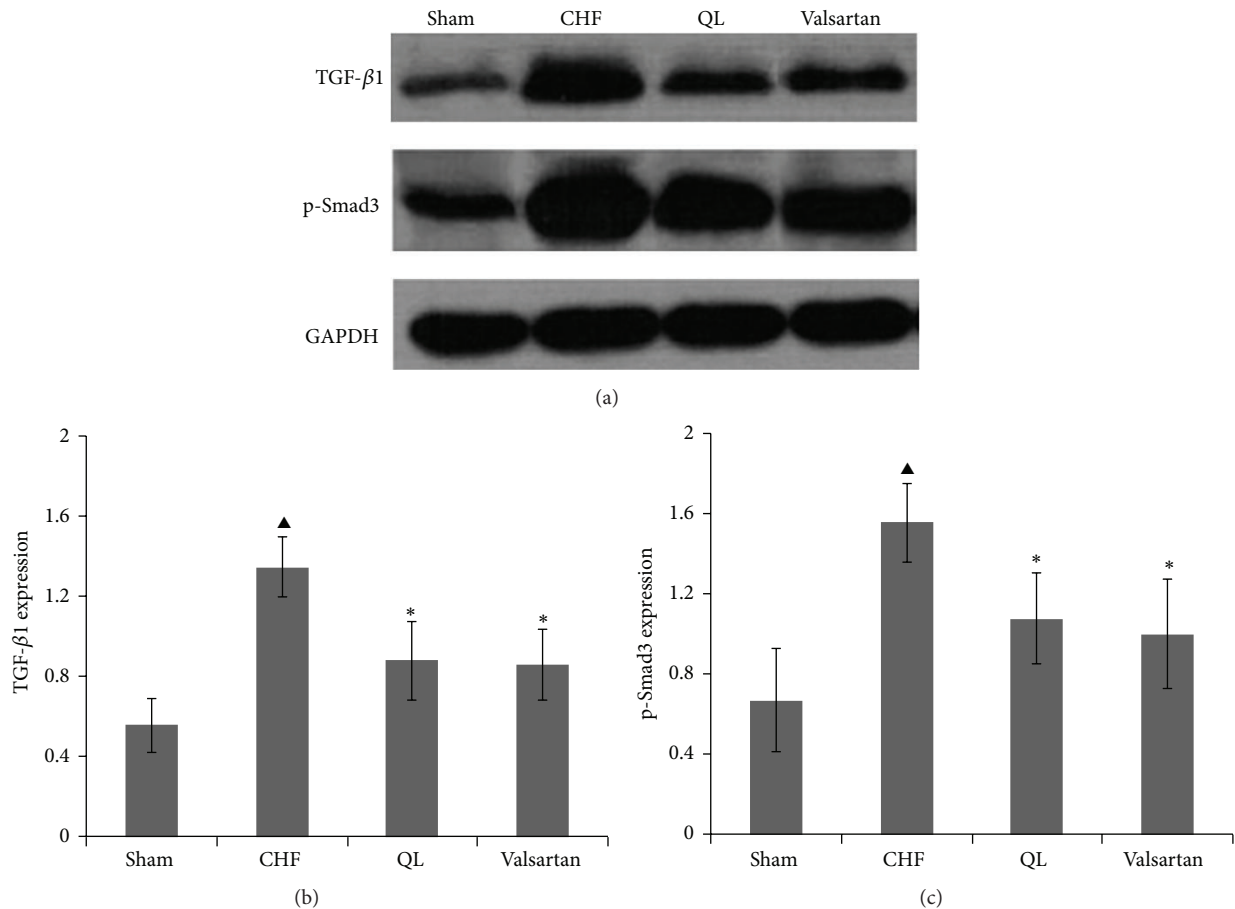 Sham CHF QL Valsartan
TGF-β1
p-Smad3
GAPDH
(a)
2
1.6
1.2
0.8
0.4
0
TGF-β1 expression
▲
*
*
Sham CHF QL Valsartan
(b)
2
1.6
1.2
0.8
0.4
0
p-Smad3 expression
▲
*
*
Sham CHF QL Valsartan
(c)